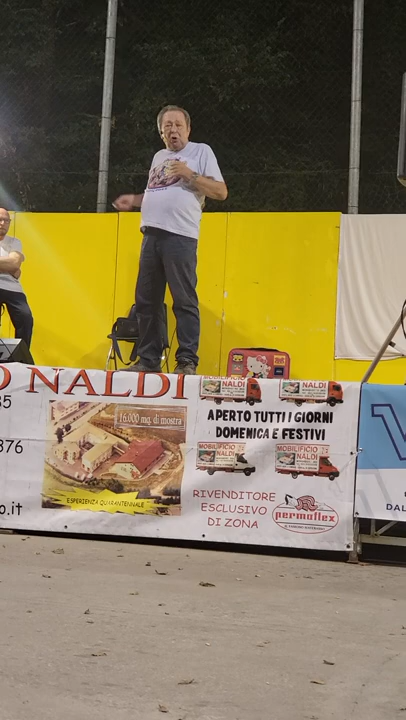 O NALDI
35
876
o.it
16.000 mq. di mostra
ESPERIENZA QUARANTENNALE
MOBILIFICIO
NALDI
NALDI
APERTO TUTTI I GIORNI
DOMENICA E FESTIVI
MOBILIFICIO
NALDI
MOBILIFICIO
NALDI
RIVENDITORE
ESCLUSIVO
DI ZONA
permaflex
DAL